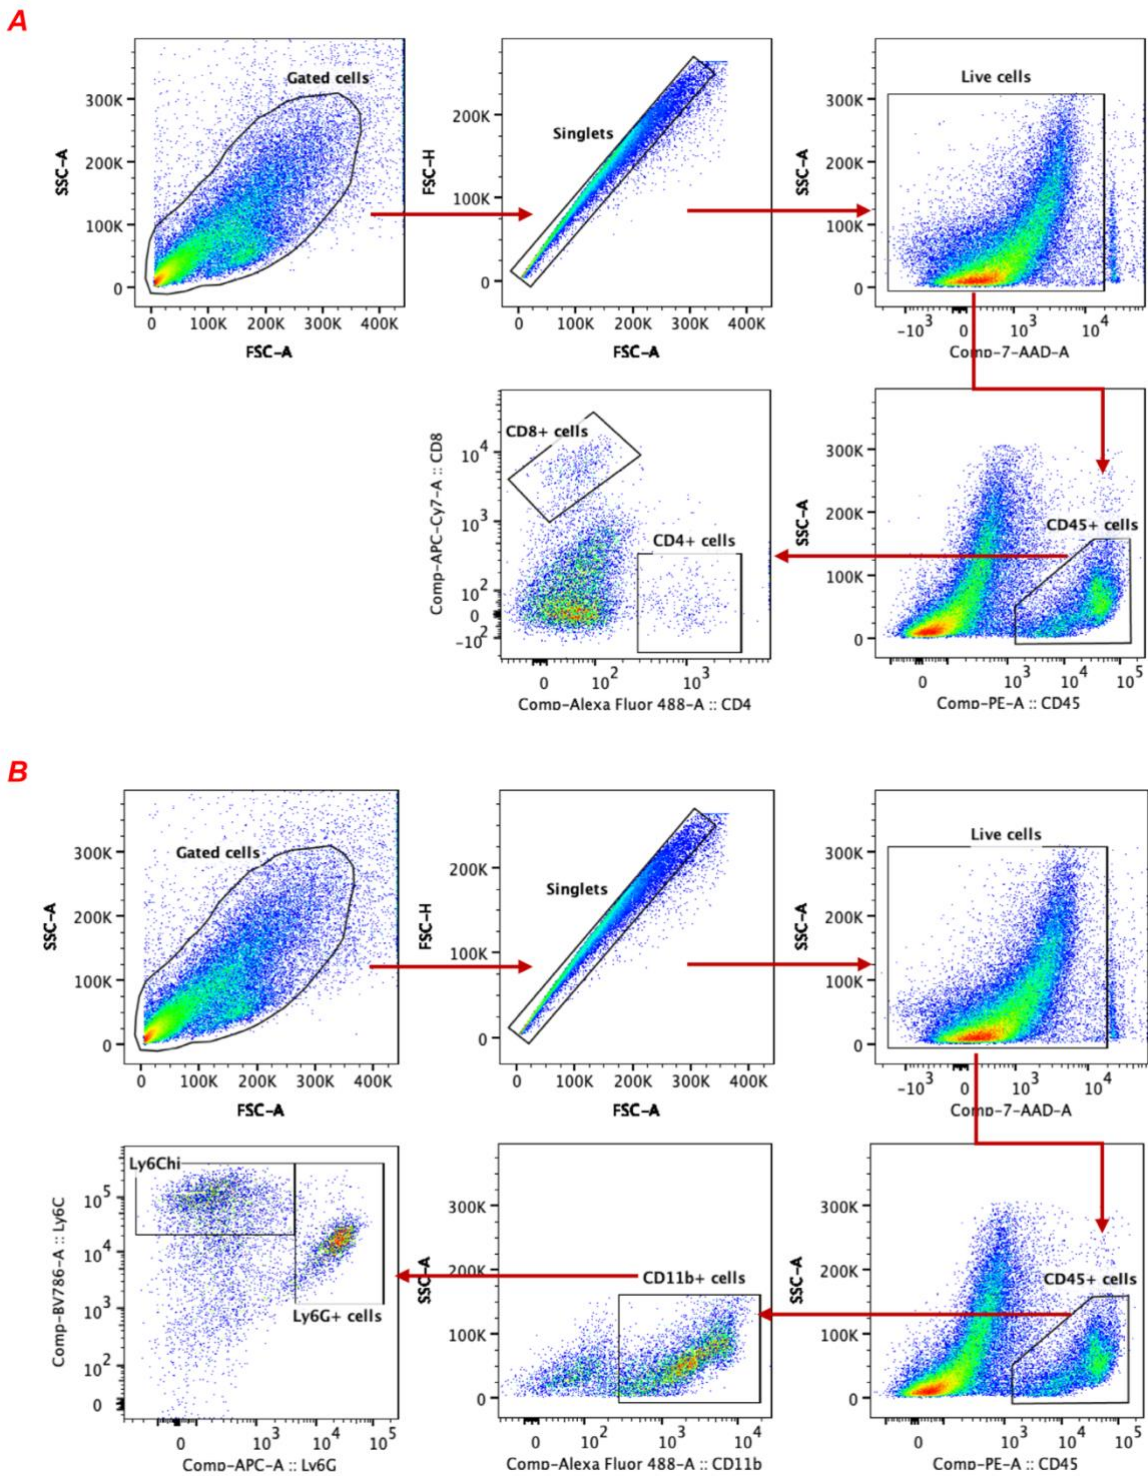 A
Gated cells
SSC-A
300K
200K
100K
0
0 100K 200K 300K 400K
FSC-A
Singlets
FSC-H
200K
100K
0
0 100K 200K 300K 400K
FSC-A
Live cells
SSC-A
300K
200K
100K
0
-10^3 0 10^3 10^4
Comp-7-AAD-A
CD8+ cells
CD4+ cells
Comp-APC-Cy7-A :: CD8
10^4
10^3
10^2
0
-10^2
0 10^2 10^3
Comp-Alexa Fluor 488-A :: CD4
CD45+ cells
SSC-A
300K
200K
100K
0
0 10^3 10^4 10^5
Comp-PE-A :: CD45
B
Gated cells
SSC-A
300K
200K
100K
0
0 100K 200K 300K 400K
FSC-A
Singlets
FSC-H
200K
100K
0
0 100K 200K 300K 400K
FSC-A
Live cells
SSC-A
300K
200K
100K
0
-10^3 0 10^3 10^4
Comp-7-AAD-A
Ly6Chi
Ly6G+ cells
Comp-BV786-A :: Ly6C
10^5
10^4
10^3
10^2
0
0 10^3 10^4 10^5
Comp-APC-A :: Ly6G
CD11b+ cells
SSC-A
300K
200K
100K
0
0 10^2 10^3 10^4
Comp-Alexa Fluor 488-A :: CD11b
CD45+ cells
SSC-A
300K
200K
100K
0
0 10^3 10^4 10^5
Comp-PE-A :: CD45